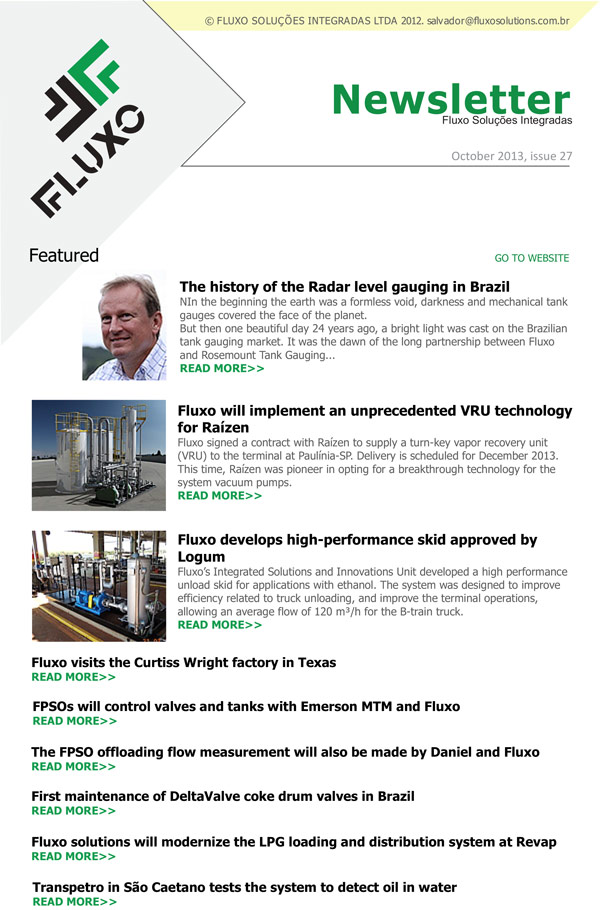 © FLUXO SOLUÇÕES INTEGRADAS LTDA 2012. salvador@fluxosolutions.com.br
FLUXO
Newsletter
Fluxo Soluções Integradas
October 2013, issue 27
Featured
GO TO WEBSITE
The history of the Radar level gauging in Brazil
NIn the beginning the earth was a formless void, darkness and mechanical tank
gauges covered the face of the planet.
But then one beautiful day 24 years ago, a bright light was cast on the Brazilian
tank gauging market. It was the dawn of the long partnership between Fluxo
and Rosemount Tank Gauging...
READ MORE>>
Fluxo will implement an unprecedented VRU technology
for Raízen
Fluxo signed a contract with Raízen to supply a turn-key vapor recovery unit
(VRU) to the terminal at Paulínia-SP. Delivery is scheduled for December 2013.
This time, Raízen was pioneer in opting for a breakthrough technology for the
system vacuum pumps.
READ MORE>>
Fluxo develops high-performance skid approved by
Logum
Fluxo's Integrated Solutions and Innovations Unit developed a high performance
unload skid for applications with ethanol. The system was designed to improve
efficiency related to truck unloading, and improve the terminal operations,
allowing an average flow of 120 m³/h for the B-train truck.
READ MORE>>
Fluxo visits the Curtiss Wright factory in Texas
READ MORE>>
FPSOs will control valves and tanks with Emerson MTM and Fluxo
READ MORE>>
The FPSO offloading flow measurement will also be made by Daniel and Fluxo
READ MORE>>
First maintenance of DeltaValve coke drum valves in Brazil
READ MORE>>
Fluxo solutions will modernize the LPG loading and distribution system at Revap
READ MORE>>
Transpetro in São Caetano tests the system to detect oil in water
READ MORE>>